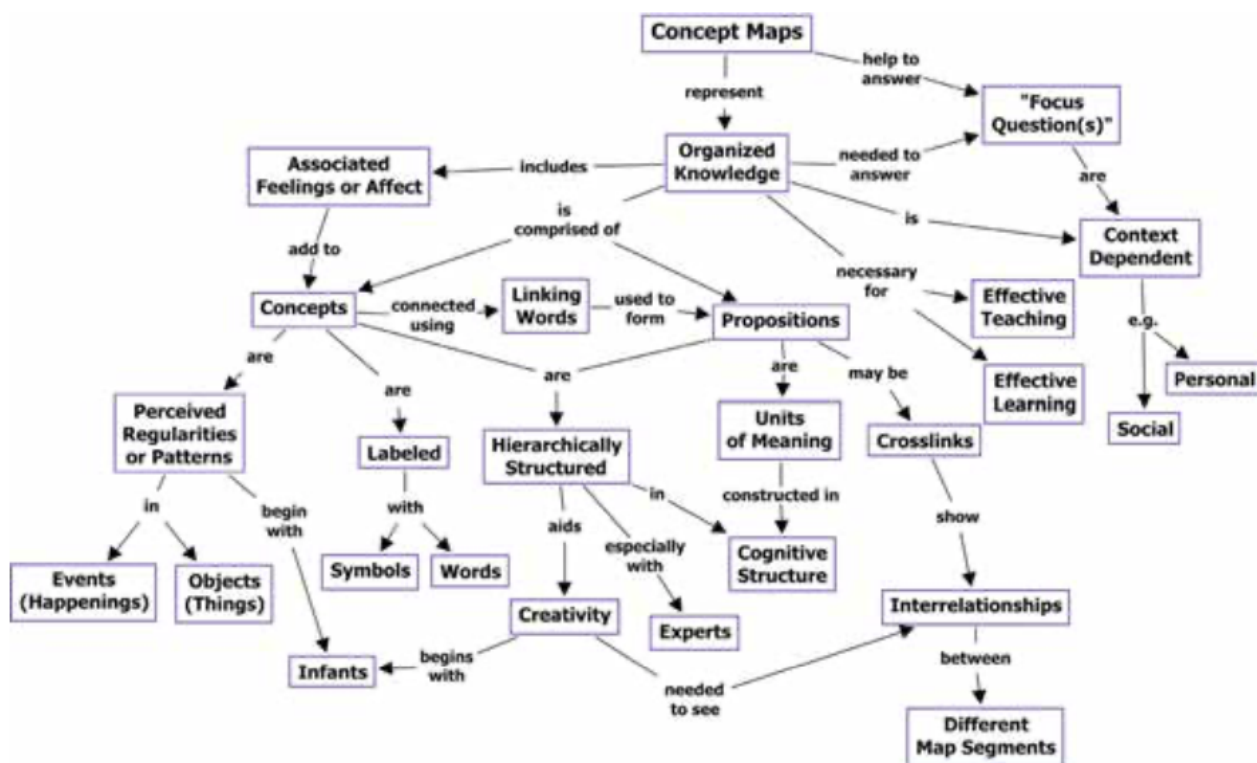 Concept Maps
help to
answer
represent
"Focus
Question(s)"
Associated
Feelings or Affect
includes
Organized
Knowledge
needed to
answer
are
is
comprised of
is
Context
Dependent
add to
necessary
for
Concepts
connected
using
Linking
Words
used to
form
Propositions
Effective
Teaching
e.g.
are
are
are
are
may be
Effective
Learning
Personal
Perceived
Regularities
or Patterns
Labeled
Hierarchically
Structured
Units
of Meaning
Crosslinks
Social
in
begin
with
with
aids
in
constructed in
show
especially
with
Events
(Happenings)
Objects
(Things)
Symbols
Words
Cognitive
Structure
Creativity
Experts
Interrelationships
Infants
begins
with
needed
to see
between
Different
Map Segments